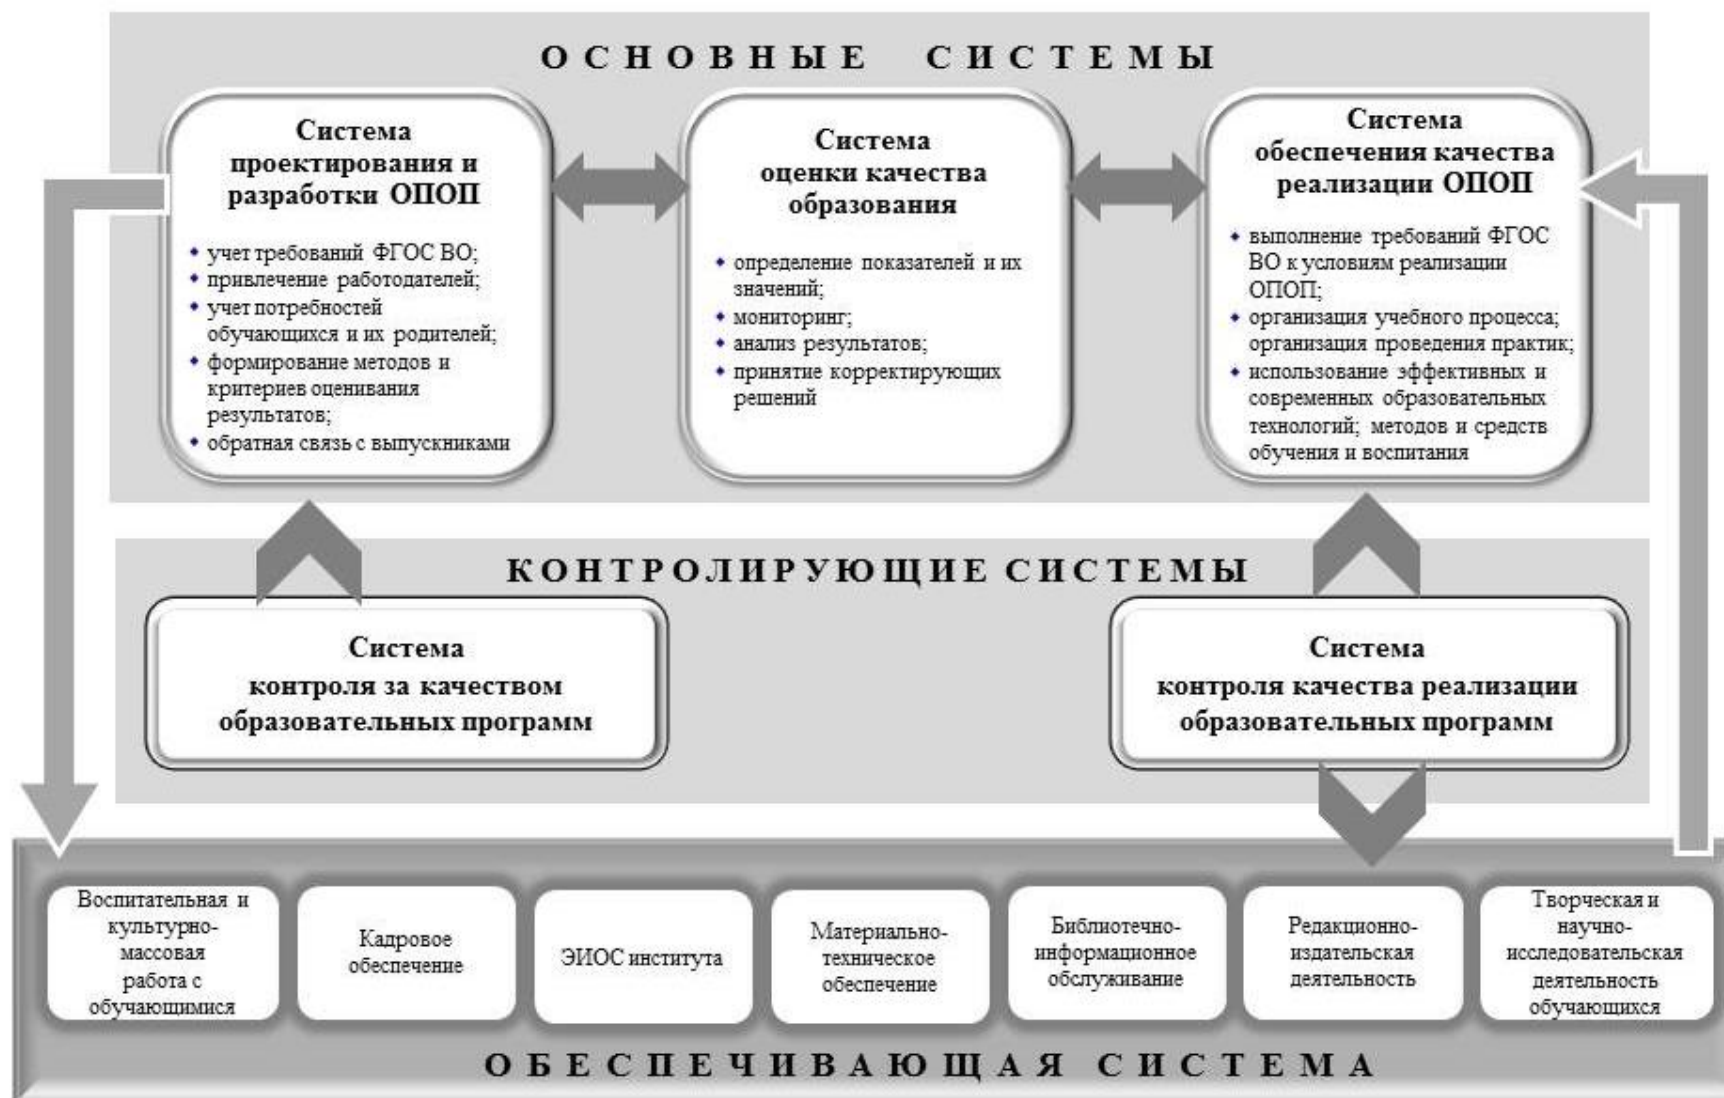 ОСНОВНЫЕ СИСТЕМЫ
Система
проектирования и
разработки ОПОП
учет требований ФГОС ВО;
привлечение работодателей;
учет потребностей
обучающихся и их родителей;
формирование методов и
критериев оценивания
результатов;
обратная связь с выпускниками
Система
оценки качества
образования
определение показателей и их
значений;
мониторинг;
анализ результатов;
принятие корректирующих
решений
Система
обеспечения качества
реализации ОПОП
выполнение требований ФГОС
ВО к условиям реализации
ОПОП;
организация учебного процесса;
организация проведения практик;
использование эффективных и
современных образовательных
технологий; методов и средств
обучения и воспитания
КОНТРОЛИРУЮЩИЕ СИСТЕМЫ
Система
контроля за качеством
образовательных программ
Система
контроля качества реализации
образовательных программ
Воспитательная и
культурно-
массовая
работа с
обучающимися
Кадровое
обеспечение
ЭИОС института
Материально-
техническое
обеспечение
Библиотечно-
информационное
обслуживание
Редакционно-
издательская
деятельность
Творческая и
научно-
исследовательская
деятельность
обучающихся
ОБЕСПЕЧИВАЮЩАЯ СИСТЕМА